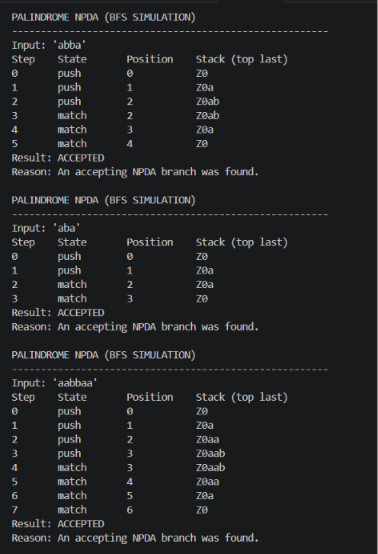 PALINDROME NPDA (BFS SIMULATION)
------------------------------------------------------
Input: 'abba'
Step    State       Position    Stack (top last)
0       push        0           Z0
1       push        1           Z0a
2       push        2           Z0ab
3       match       2           Z0ab
4       match       3           Z0a
5       match       4           Z0
Result: ACCEPTED
Reason: An accepting NPDA branch was found.

PALINDROME NPDA (BFS SIMULATION)
------------------------------------------------------
Input: 'aba'
Step    State       Position    Stack (top last)
0       push        0           Z0
1       push        1           Z0a
2       match       2           Z0a
3       match       3           Z0
Result: ACCEPTED
Reason: An accepting NPDA branch was found.

PALINDROME NPDA (BFS SIMULATION)
------------------------------------------------------
Input: 'aabbaa'
Step    State       Position    Stack (top last)
0       push        0           Z0
1       push        1           Z0a
2       push        2           Z0aa
3       push        3           Z0aab
4       match       3           Z0aab
5       match       4           Z0aa
6       match       5           Z0a
7       match       6           Z0
Result: ACCEPTED
Reason: An accepting NPDA branch was found.